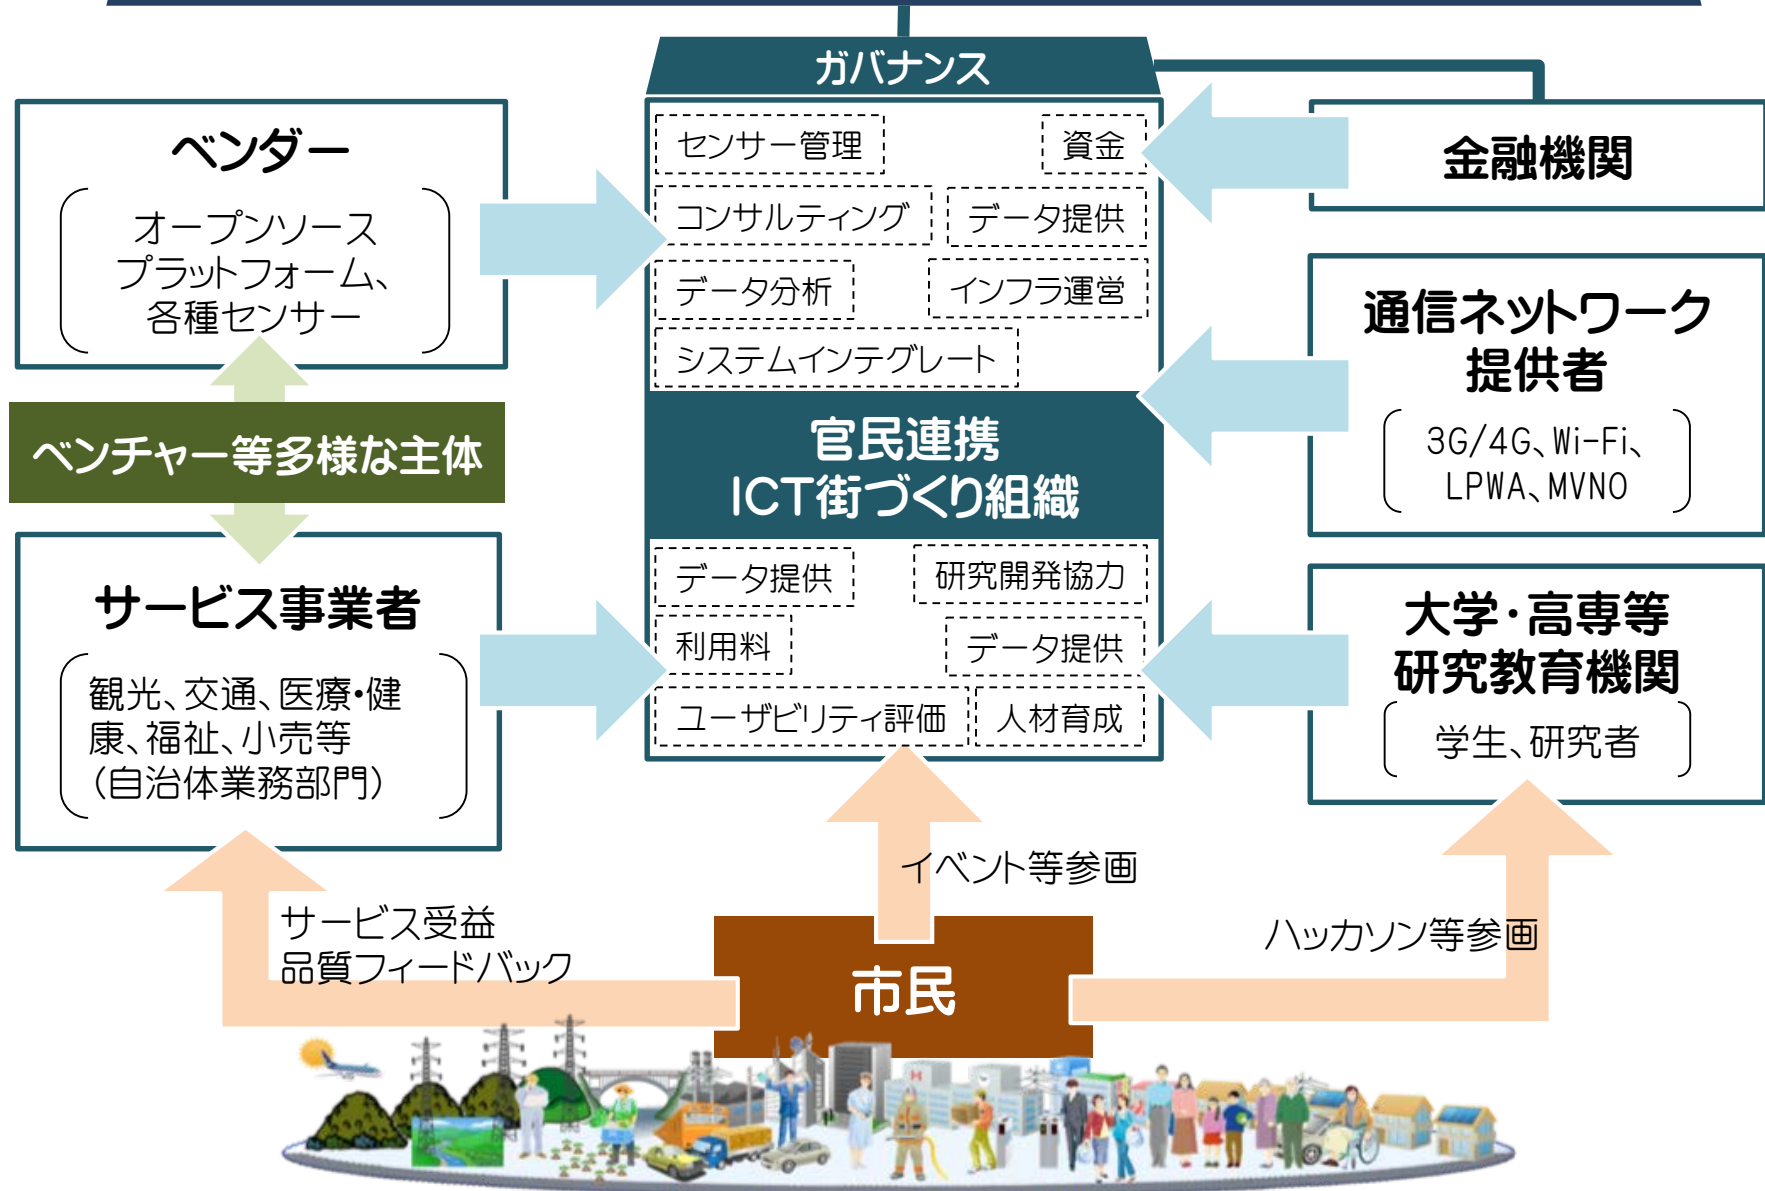 ガバナンス
ベンダー
オープンソース
プラットフォーム、
各種センサー
ベンチャー等多様な主体
サービス事業者
観光、交通、医療・健
康、福祉、小売等
（自治体業務部門）
センサー管理
資金
コンサルティング
データ提供
データ分析
インフラ運営
システムインテグレート
官民連携
ICT街づくり組織
データ提供
研究開発協力
利用料
データ提供
ユーザビリティ評価
人材育成
金融機関
通信ネットワーク
提供者
3G/4G、Wi-Fi、
LPWA、MVNO
大学・高専等
研究教育機関
学生、研究者
サービス受益
品質フィードバック
イベント等参画
ハッカソン等参画
市民
H